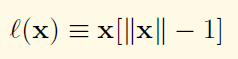 ℓ(𝐱) ≡ 𝐱[‖𝐱‖ − 1]